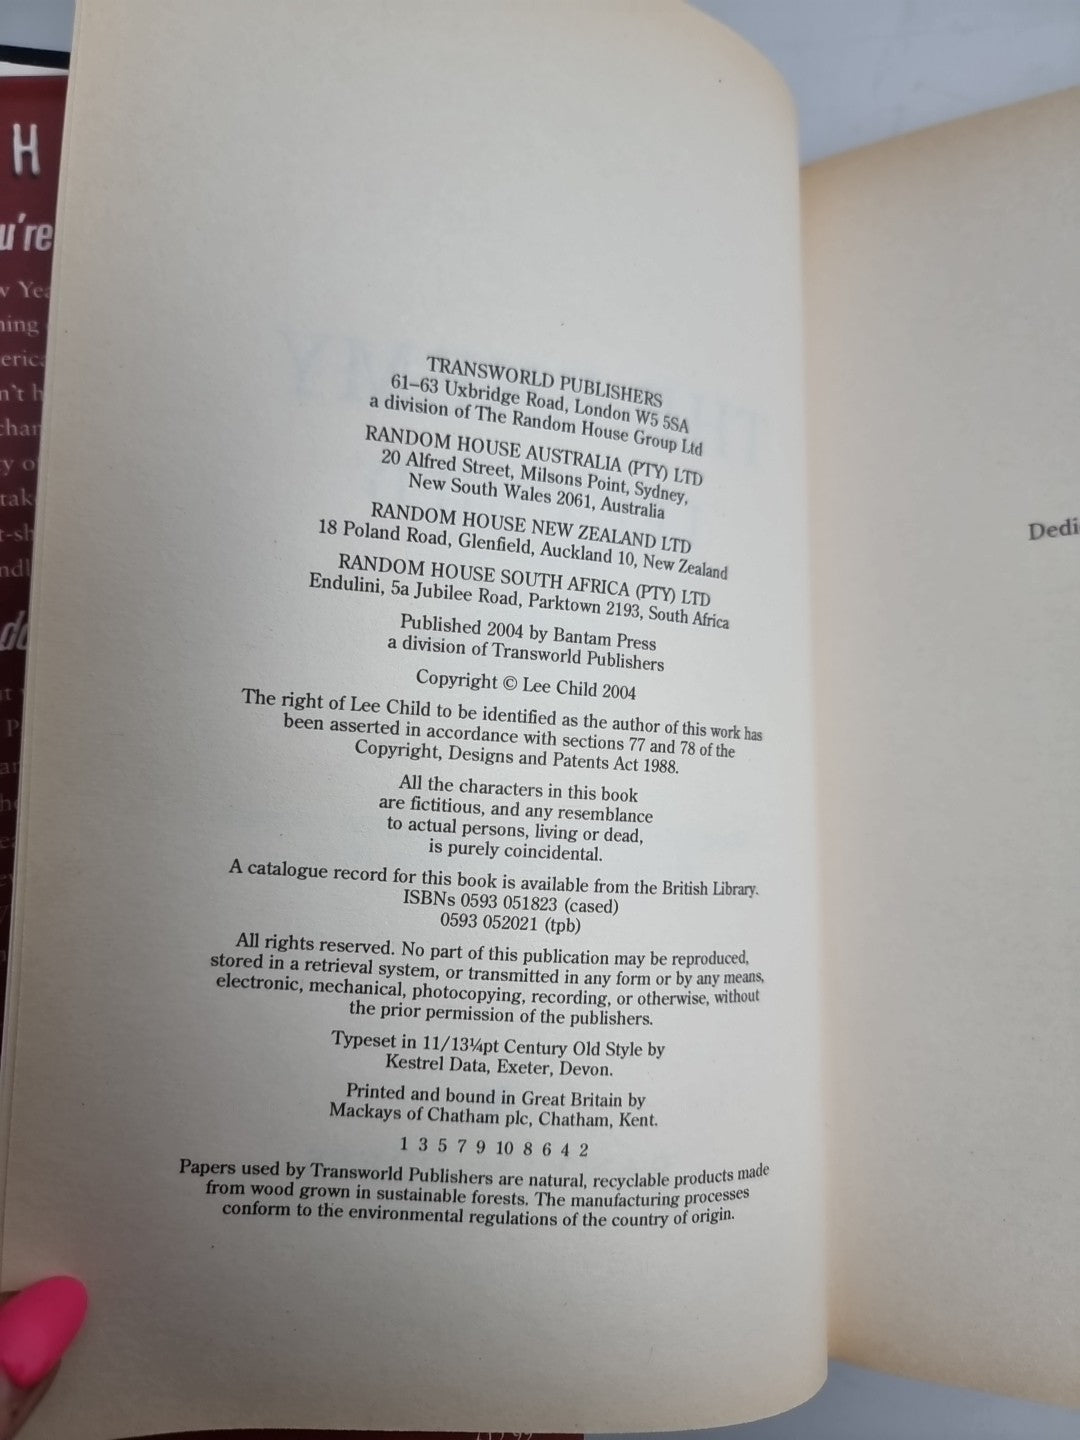 H
u're
TRANSWORLD PUBLISHERS
61–63 Uxbridge Road, London W5 5SA
a division of The Random House Group Ltd
RANDOM HOUSE AUSTRALIA (PTY) LTD
20 Alfred Street, Milsons Point, Sydney,
New South Wales 2061, Australia
RANDOM HOUSE NEW ZEALAND LTD
18 Poland Road, Glenfield, Auckland 10, New Zealand
RANDOM HOUSE SOUTH AFRICA (PTY) LTD
Endulini, 5a Jubilee Road, Parktown 2193, South Africa
Published 2004 by Bantam Press
a division of Transworld Publishers
Copyright © Lee Child 2004
The right of Lee Child to be identified as the author of this work has
been asserted in accordance with sections 77 and 78 of the
Copyright, Designs and Patents Act 1988.
All the characters in this book
are fictitious, and any resemblance
to actual persons, living or dead,
is purely coincidental.
A catalogue record for this book is available from the British Library.
ISBNs 0593 051823 (cased)
0593 052021 (tpb)
All rights reserved. No part of this publication may be reproduced,
stored in a retrieval system, or transmitted in any form or by any means,
electronic, mechanical, photocopying, recording, or otherwise, without
the prior permission of the publishers.
Typeset in 11/13¼pt Century Old Style by
Kestrel Data, Exeter, Devon.
Printed and bound in Great Britain by
Mackays of Chatham plc, Chatham, Kent.
1 3 5 7 9 10 8 6 4 2
Papers used by Transworld Publishers are natural, recyclable products made
from wood grown in sustainable forests. The manufacturing processes
conform to the environmental regulations of the country of origin.
Dedi